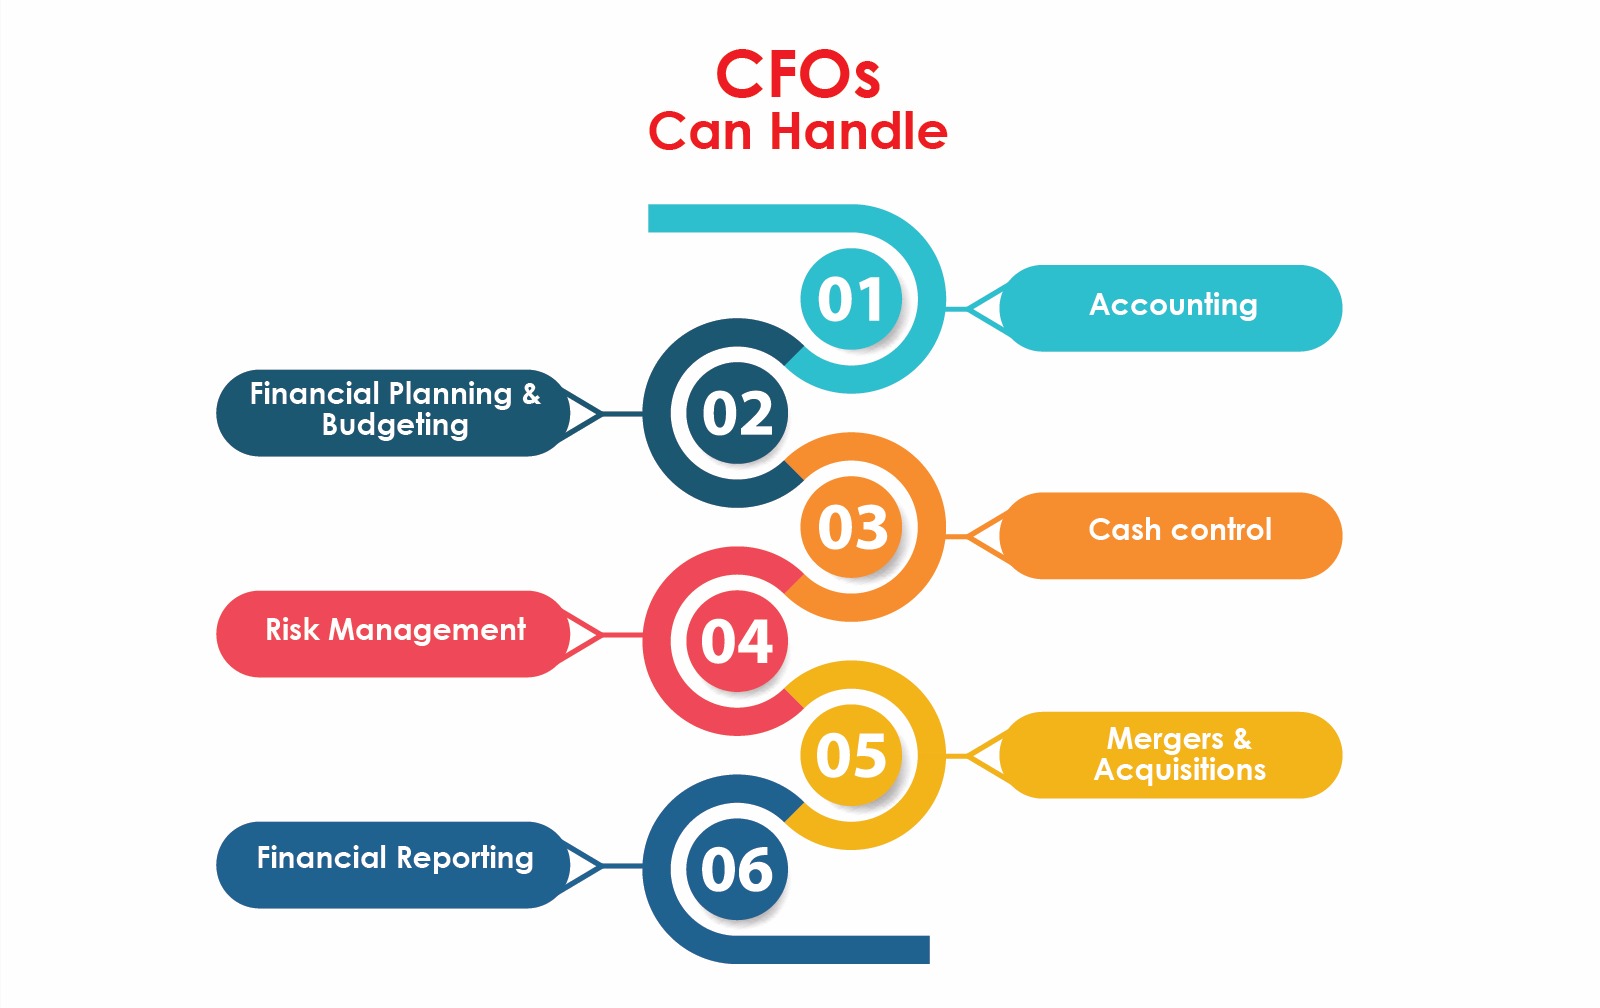 CFOs
Can Handle
01
Accounting
Financial Planning &
Budgeting
02
03
Cash control
Risk Management
04
05
Mergers &
Acquisitions
Financial Reporting
06